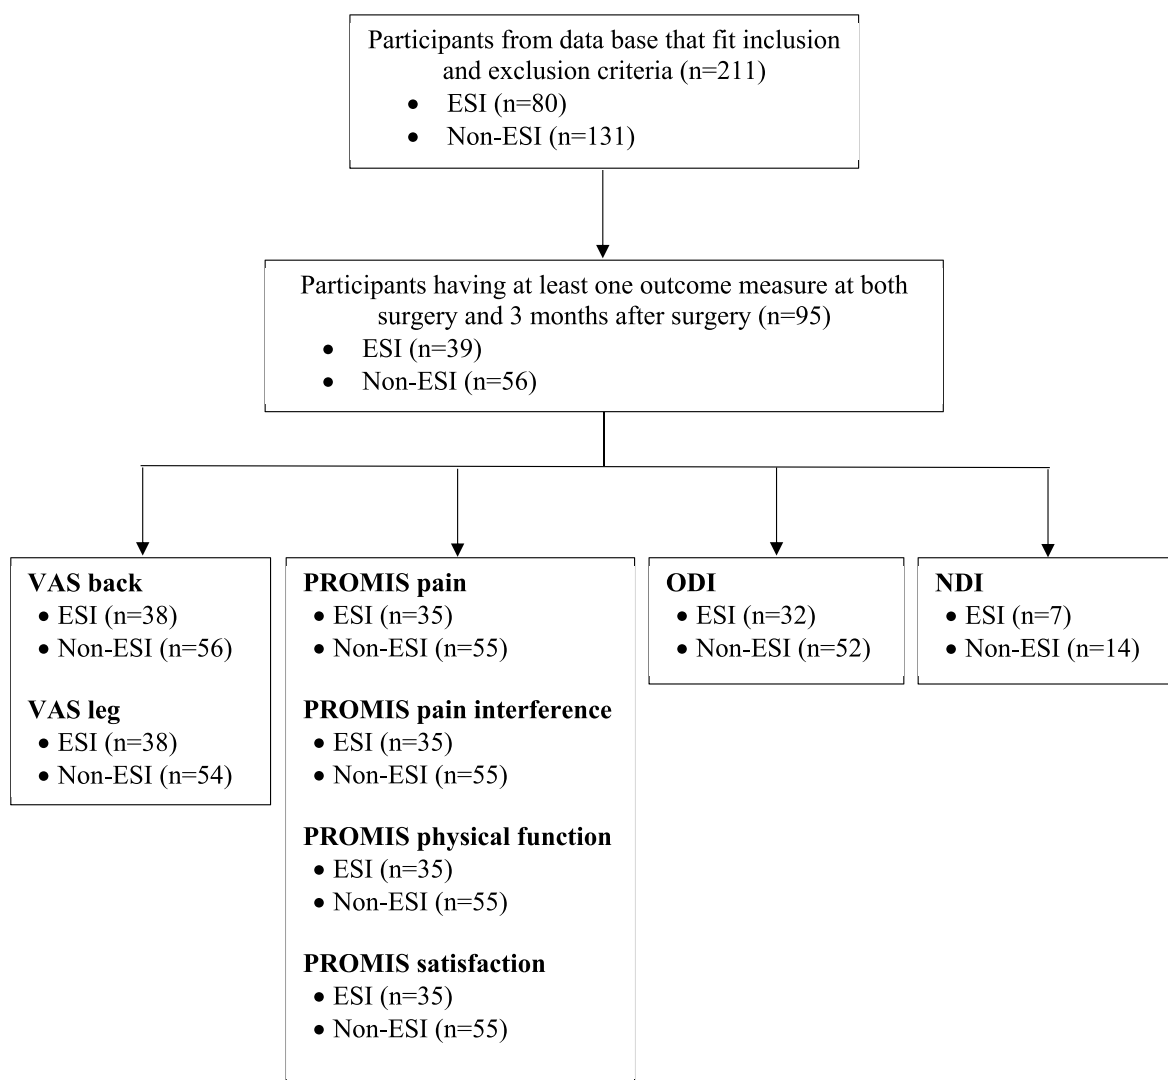 Participants from data base that fit inclusion
and exclusion criteria (n=211)
• ESI (n=80)
• Non-ESI (n=131)
Participants having at least one outcome measure at both
surgery and 3 months after surgery (n=95)
• ESI (n=39)
• Non-ESI (n=56)
VAS back
• ESI (n=38)
• Non-ESI (n=56)
VAS leg
• ESI (n=38)
• Non-ESI (n=54)
PROMIS pain
• ESI (n=35)
• Non-ESI (n=55)
PROMIS pain interference
• ESI (n=35)
• Non-ESI (n=55)
PROMIS physical function
• ESI (n=35)
• Non-ESI (n=55)
PROMIS satisfaction
• ESI (n=35)
• Non-ESI (n=55)
ODI
• ESI (n=32)
• Non-ESI (n=52)
NDI
• ESI (n=7)
• Non-ESI (n=14)